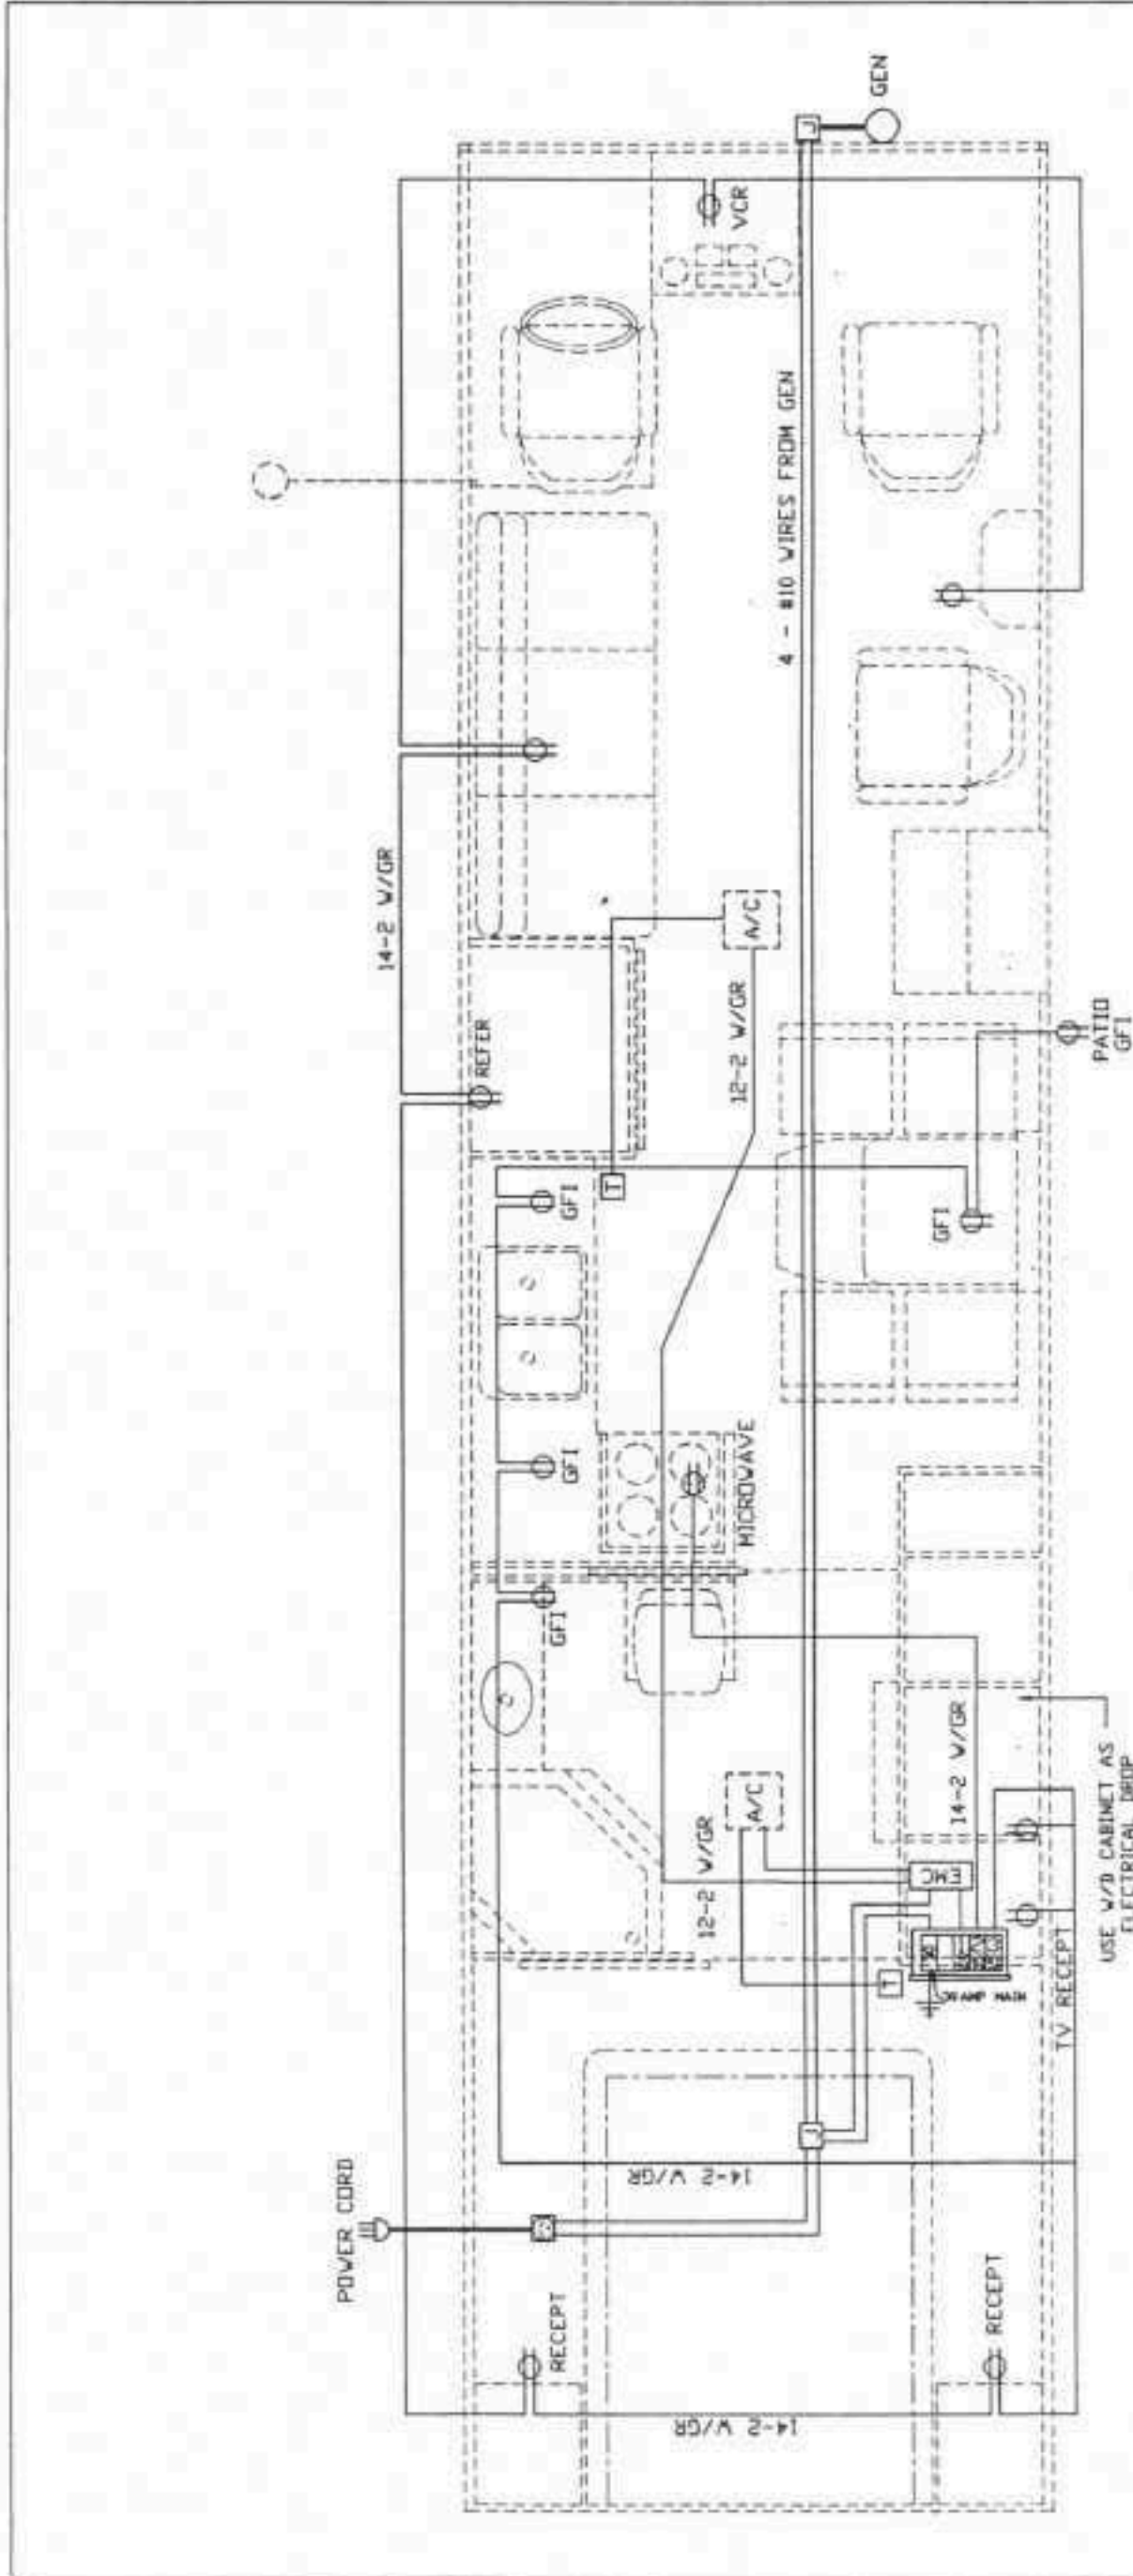 GEN
J
VCR
4 - #10 WIRES FROM GEN
14-2 W/GR
A/C
12-2 W/GR
REFER
PATIO
GFI
GFI
T
GFI
GFI
MICROWAVE
GFI
14-2 W/GR
A/C
12-2 W/GR
EMC
T
AMP MAIN
TV RECEPT
USE W/D CABINET AS
ELECTRICAL DROP
J
14-2 W/GR
POWER CORD
RECEPT
RECEPT
14-2 W/GR